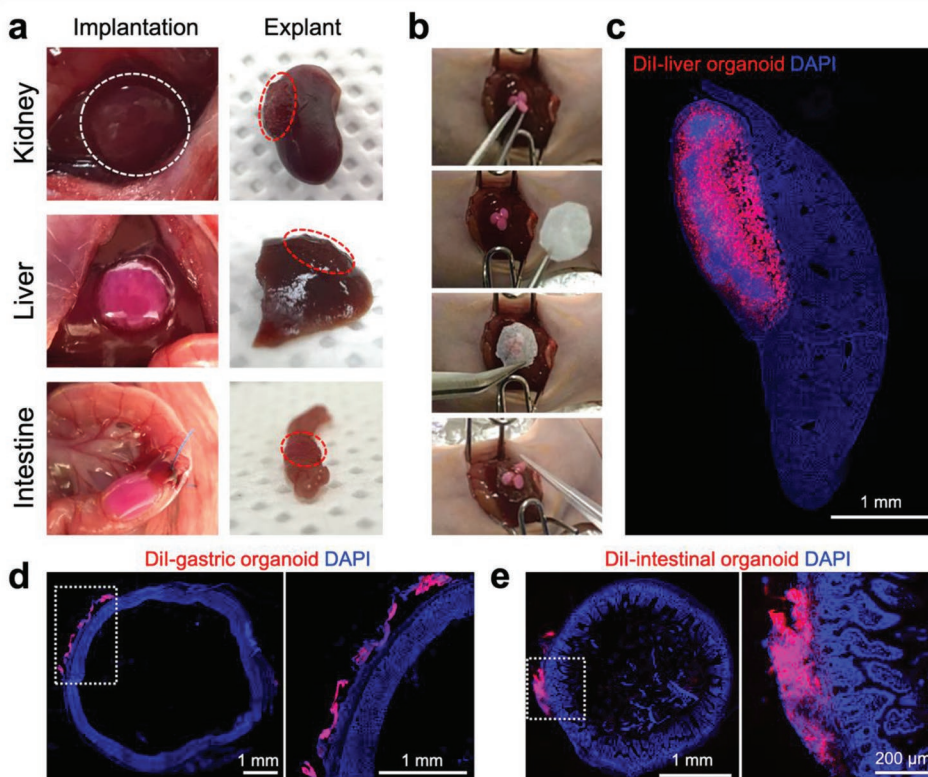 a
Implantation
Explant
b
c
Kidney
Liver
Intestine
DiI-liver organoid DAPI
1 mm
d
DiI-gastric organoid DAPI
1 mm
1 mm
e
DiI-intestinal organoid DAPI
1 mm
200 µm